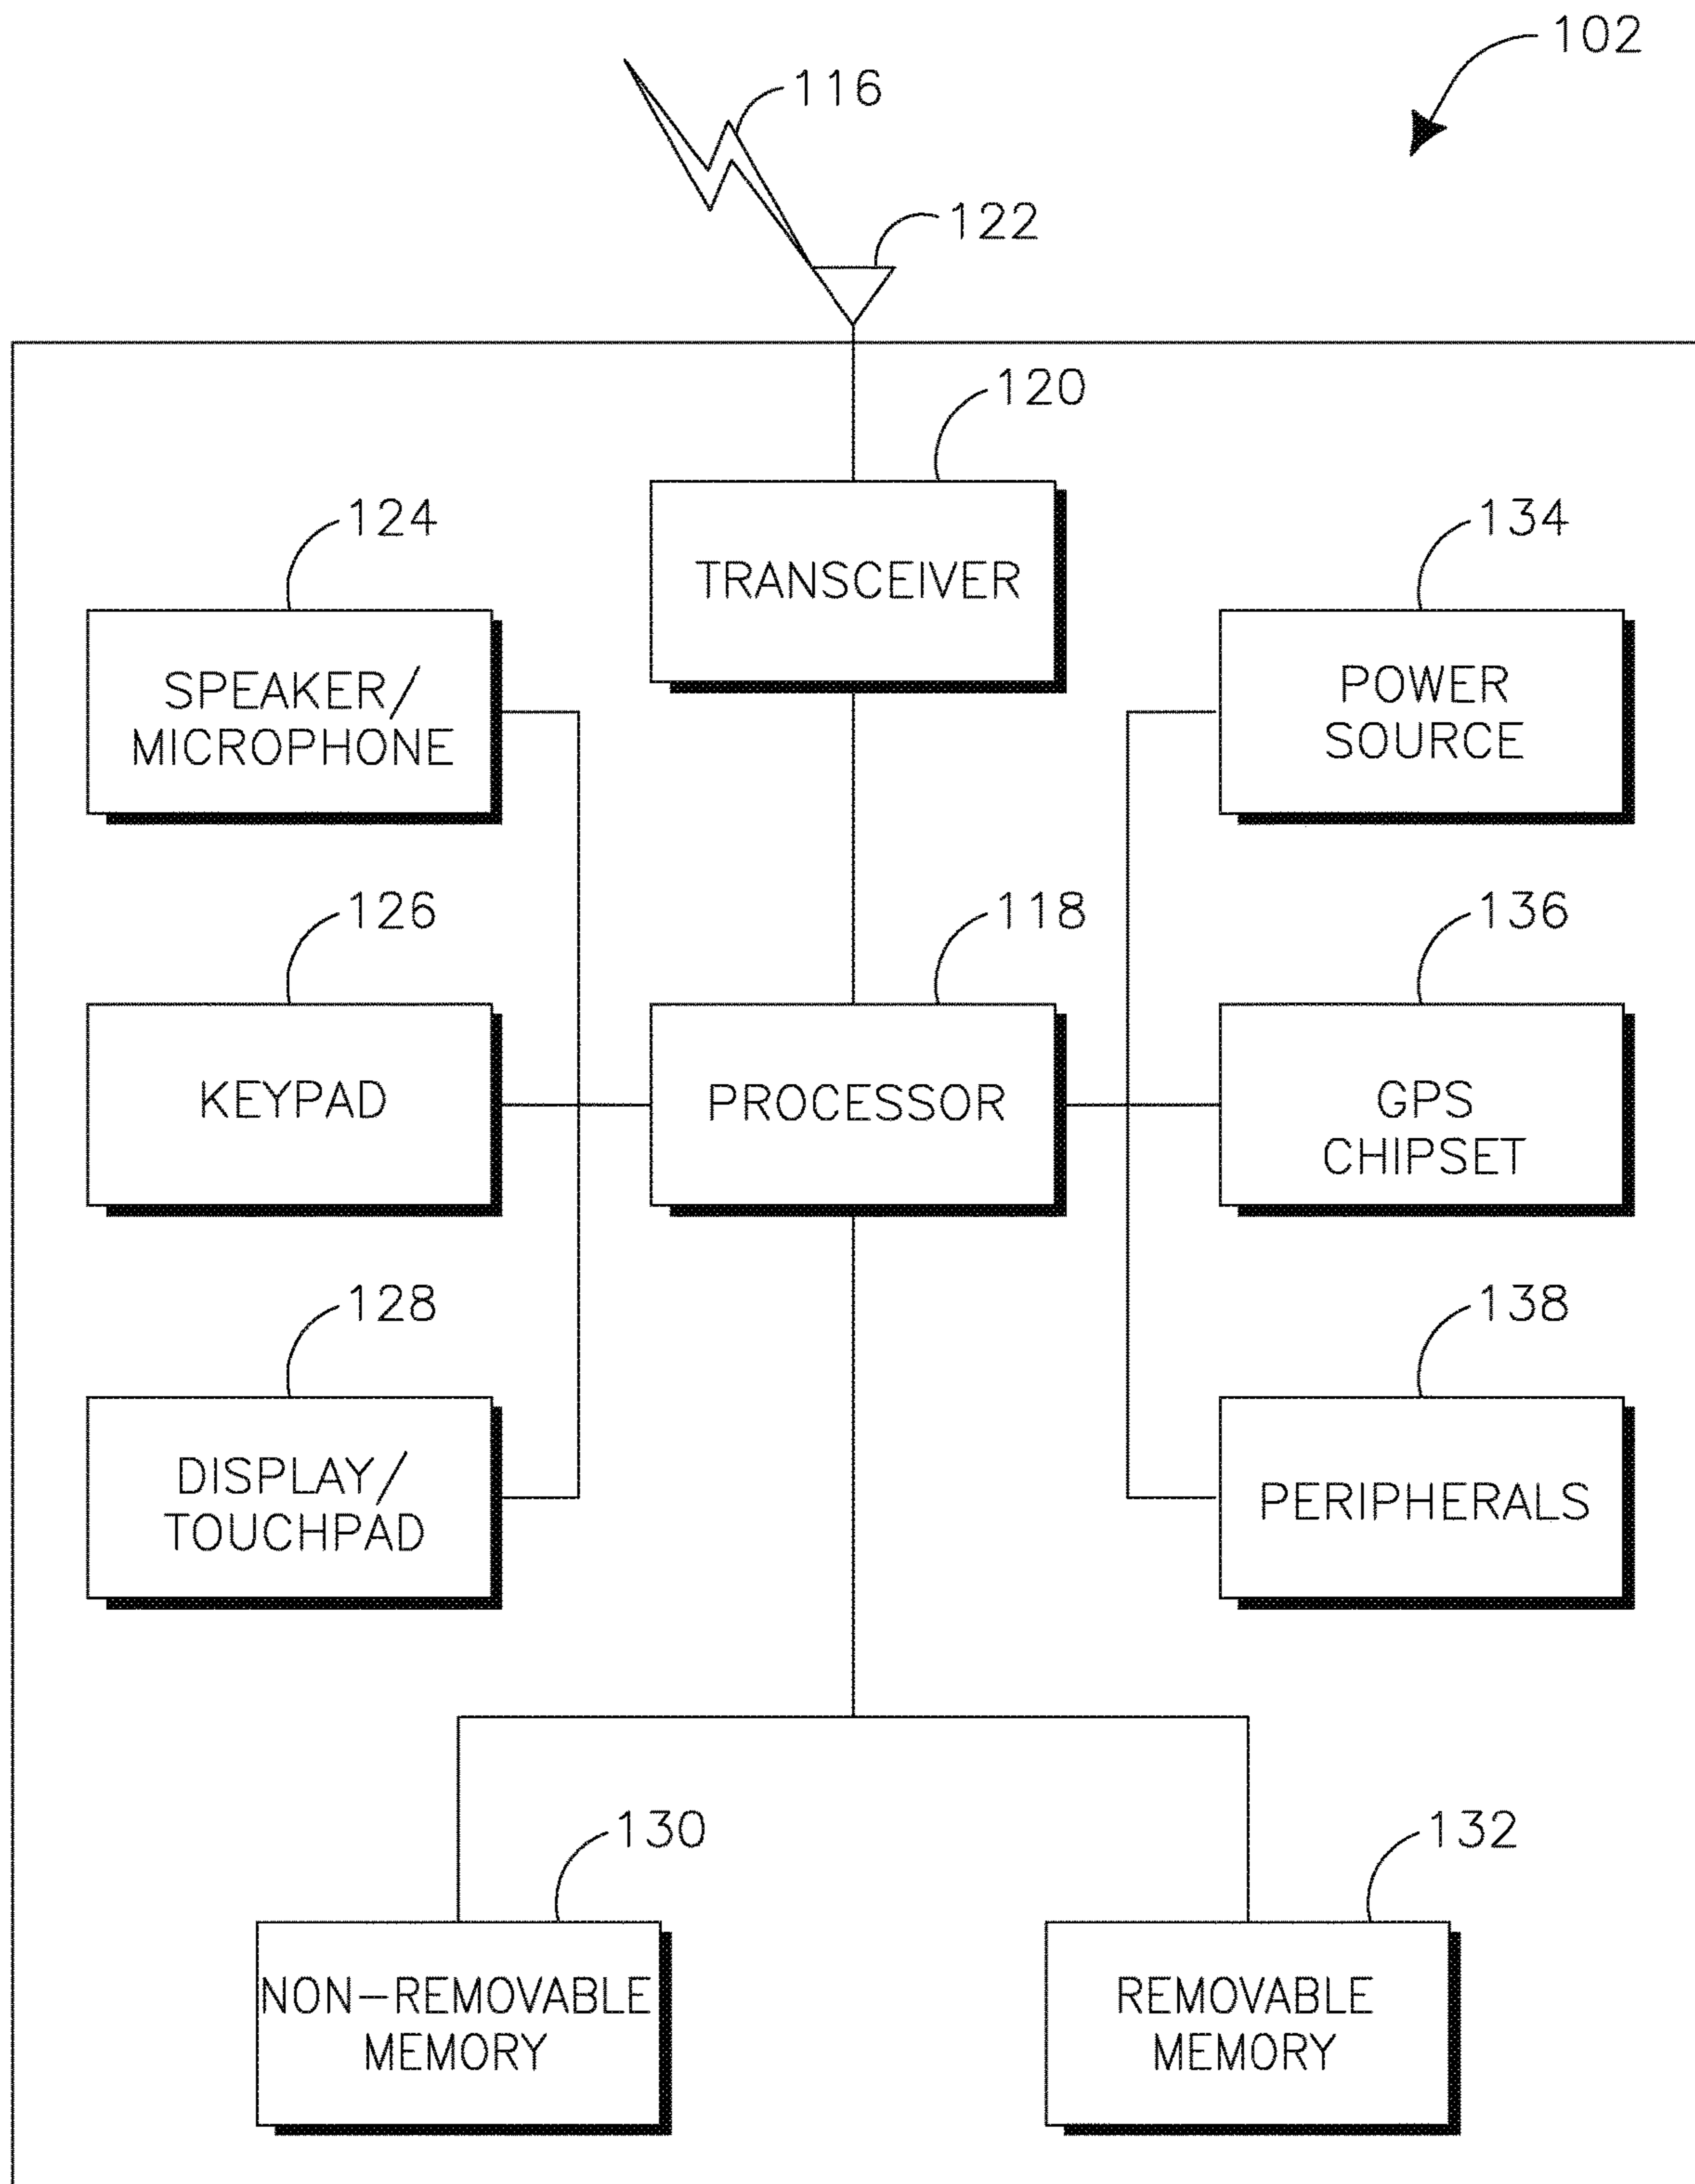 102
116
122
120
TRANSCEIVER
124
SPEAKER/
MICROPHONE
134
POWER
SOURCE
126
KEYPAD
118
PROCESSOR
136
GPS
CHIPSET
128
DISPLAY/
TOUCHPAD
138
PERIPHERALS
130
NON-REMOVABLE
MEMORY
132
REMOVABLE
MEMORY